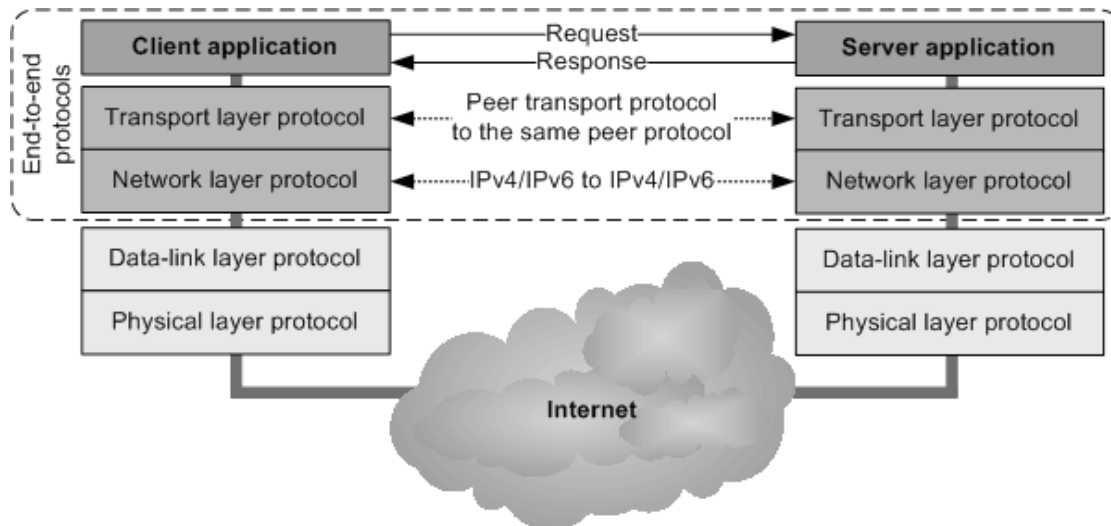 End-to-end
protocols
Client application
Request
Response
Server application
Transport layer protocol
Peer transport protocol
to the same peer protocol
Transport layer protocol
Network layer protocol
IPv4/IPv6 to IPv4/IPv6
Network layer protocol
Data-link layer protocol
Data-link layer protocol
Physical layer protocol
Physical layer protocol
Internet